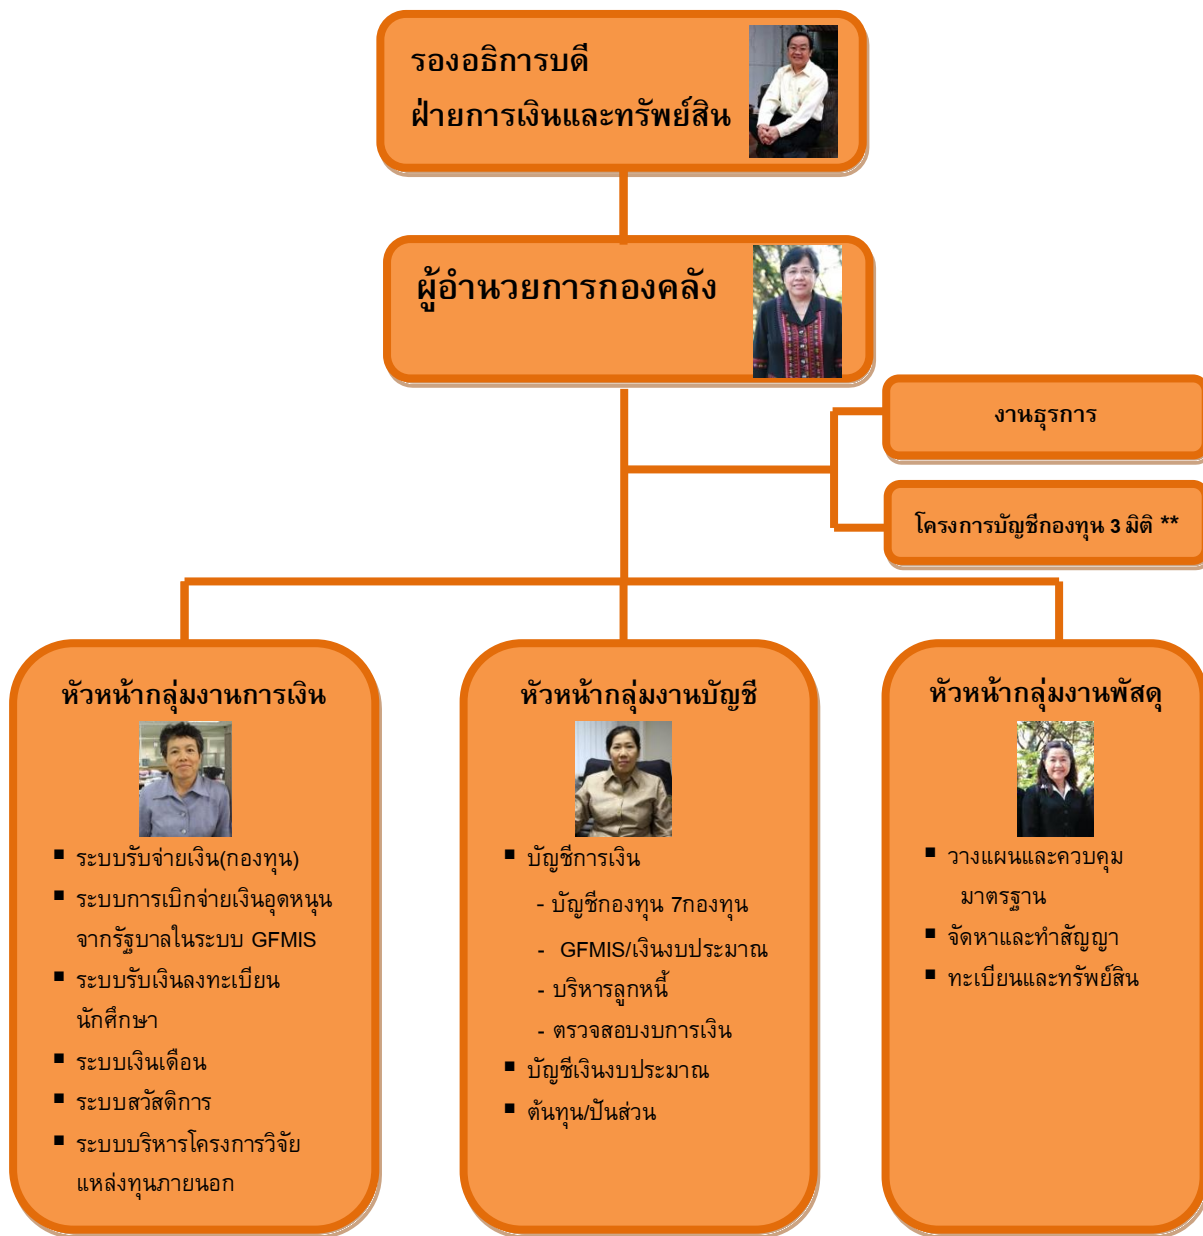 รองอธิการบดี
ฝ่ายการเงินและทรัพย์สิน
ผู้อำนวยการกองคลัง
งานธุรการ
โครงการบัญชีกองทุน 3 มิติ **
หัวหน้ากลุ่มงานการเงิน
▪ ระบบรับจ่ายเงิน(กองทุน)
▪ ระบบการเบิกจ่ายเงินอุดหนุน
จากรัฐบาลในระบบ GFMIS
▪ ระบบรับเงินลงทะเบียน
นักศึกษา
▪ ระบบเงินเดือน
▪ ระบบสวัสดิการ
▪ ระบบบริหารโครงการวิจัย
แหล่งทุนภายนอก
หัวหน้ากลุ่มงานบัญชี
▪ บัญชีการเงิน
- บัญชีกองทุน 7กองทุน
- GFMIS/เงินงบประมาณ
- บริหารลูกหนี้
- ตรวจสอบงบการเงิน
▪ บัญชีเงินงบประมาณ
▪ ต้นทุน/ปันส่วน
หัวหน้ากลุ่มงานพัสดุ
▪ วางแผนและควบคุม
มาตรฐาน
▪ จัดหาและทำสัญญา
▪ ทะเบียนและทรัพย์สิน